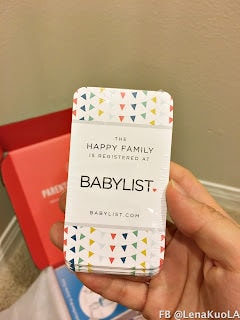 THE
HAPPY FAMILY
IS REGISTERED AT
BABYLIST
BABYLIST.COM
PARENT
FB @LenaKuoLA